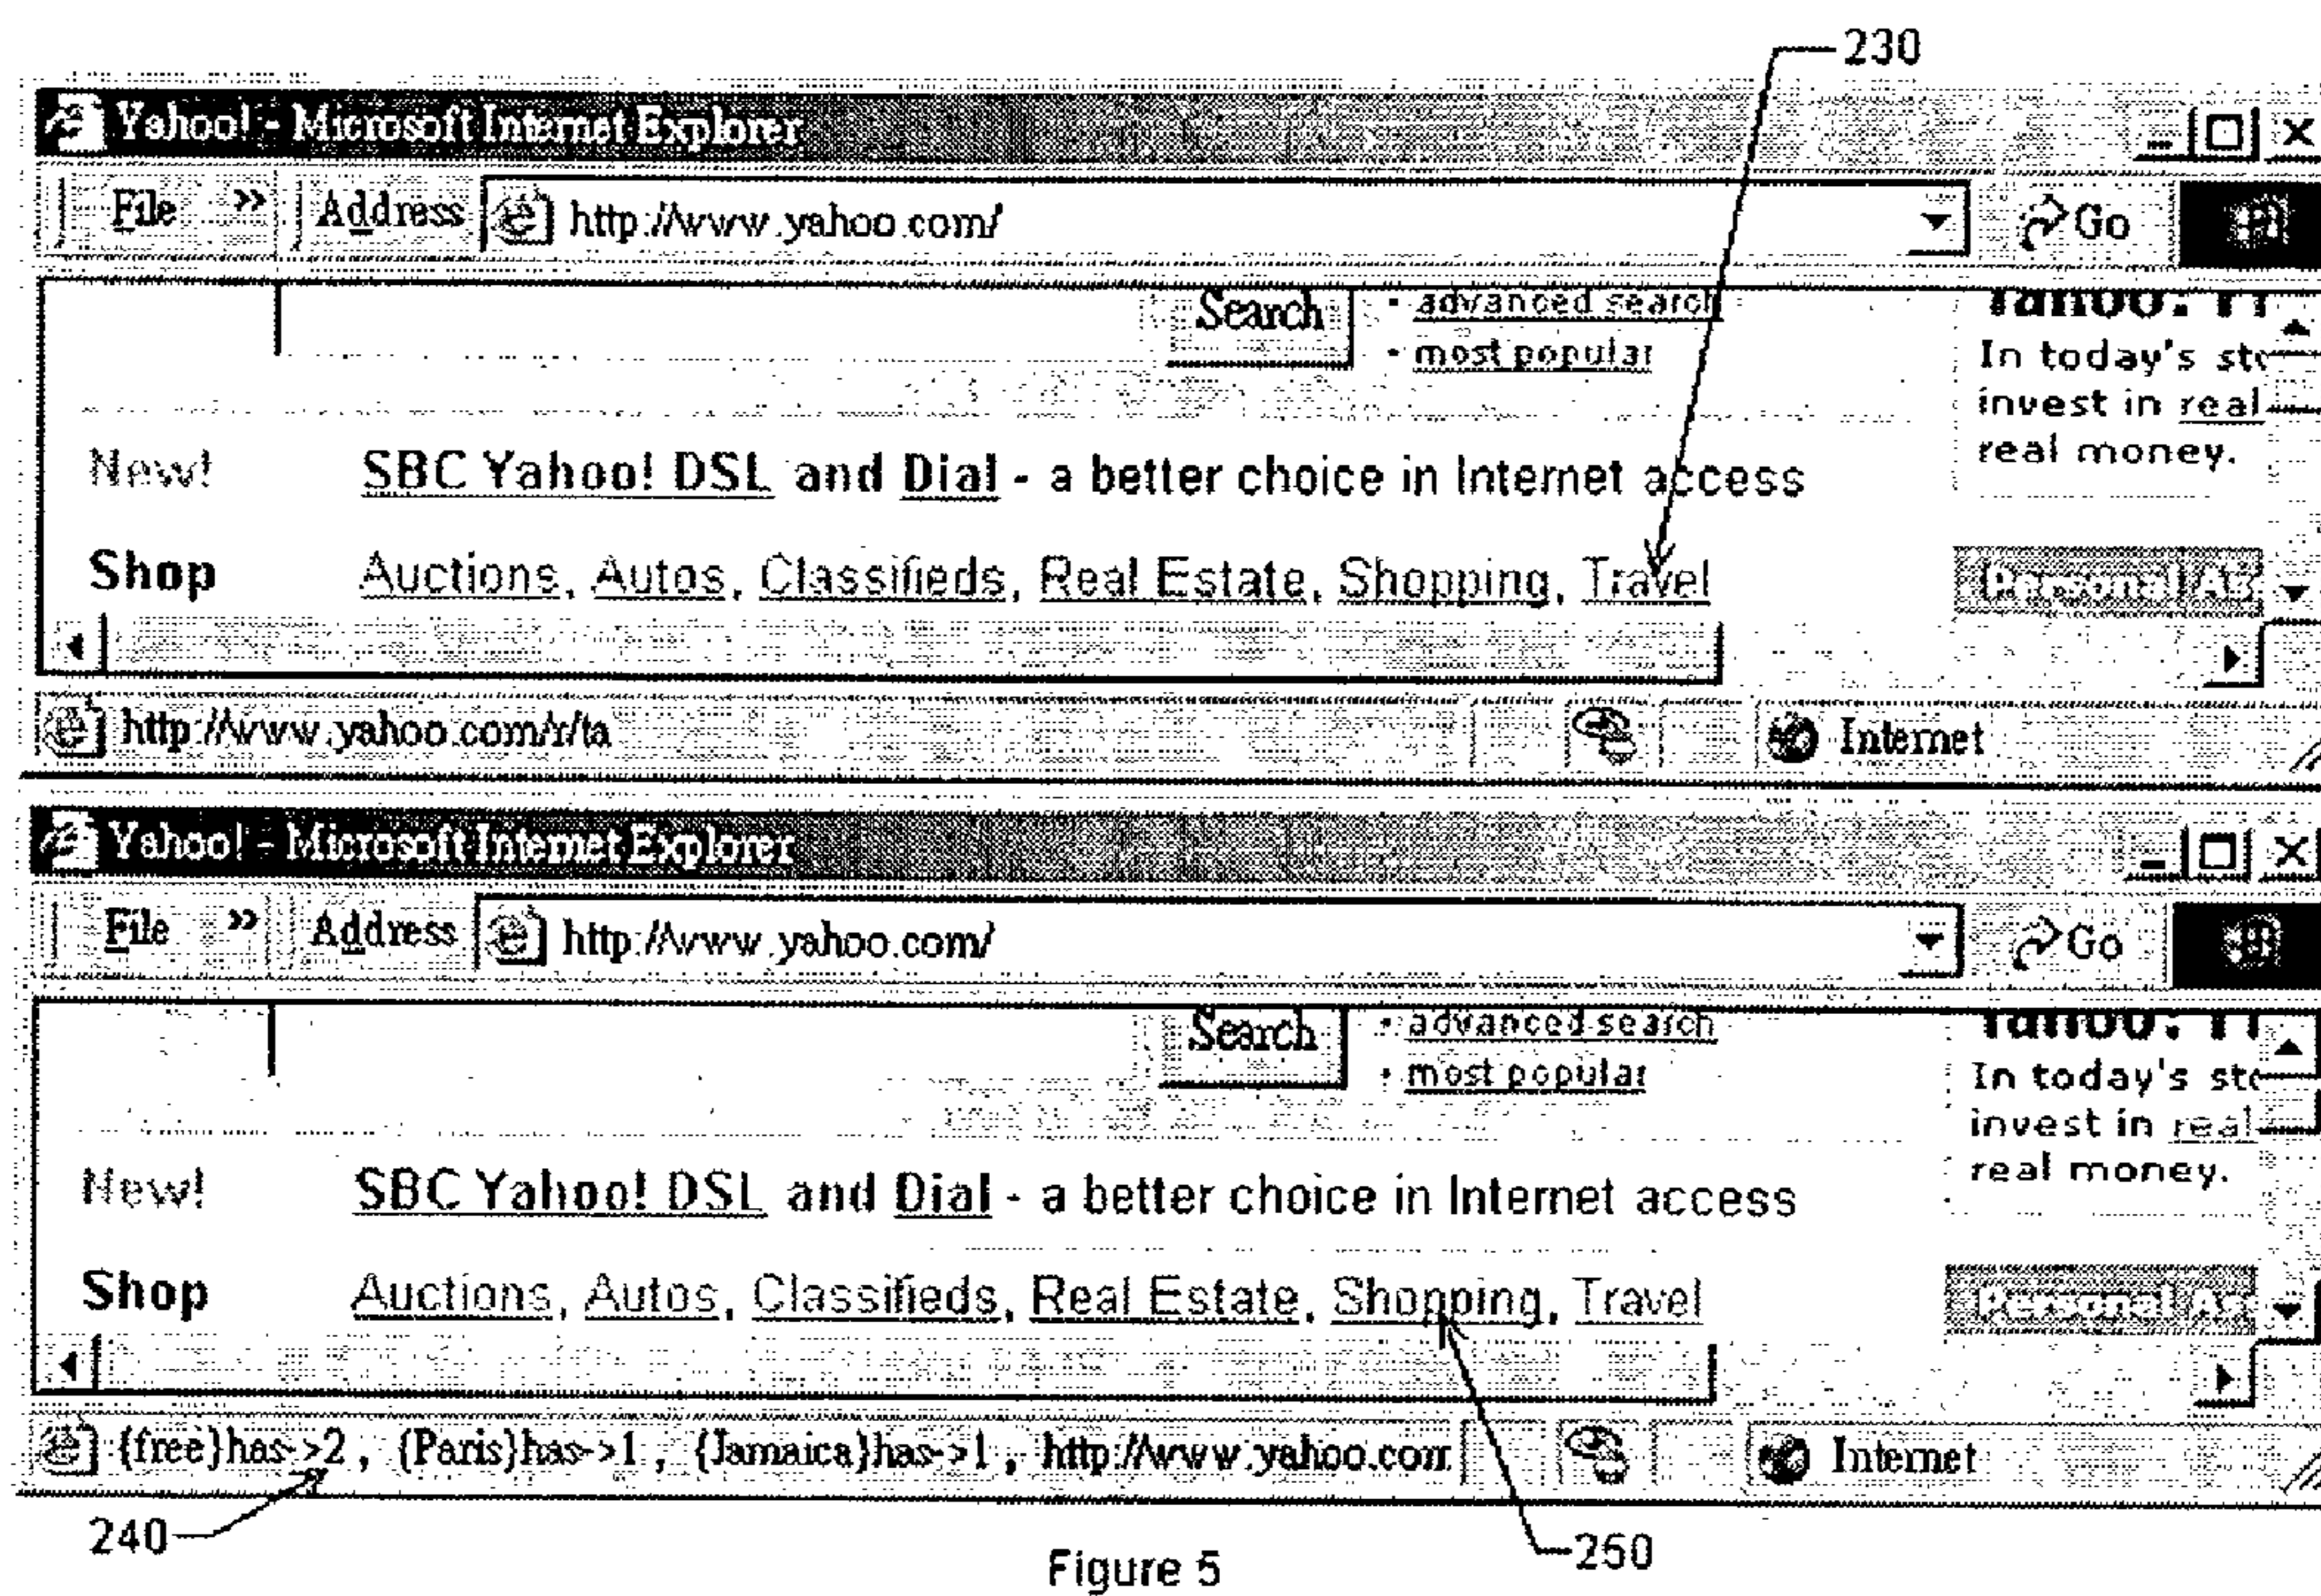 230
Yahoo! - Microsoft Internet Explorer
File » Address http://www.yahoo.com/ Go
Search • advanced search
• most popular
In today's
invest in real
real money.
New! SBC Yahoo! DSL and Dial - a better choice in Internet access
Shop Auctions, Autos, Classifieds, Real Estate, Shopping, Travel Personal
http://www.yahoo.com/r/ta Internet
Yahoo! - Microsoft Internet Explorer
File » Address http://www.yahoo.com/ Go
Search • advanced search
• most popular
In today's
invest in real
real money.
New! SBC Yahoo! DSL and Dial - a better choice in Internet access
Shop Auctions, Autos, Classifieds, Real Estate, Shopping, Travel Personal
{free}has->2, {Paris}has->1, {Jamaica}has->1, http://www.yahoo.com Internet
240
250
Figure 5